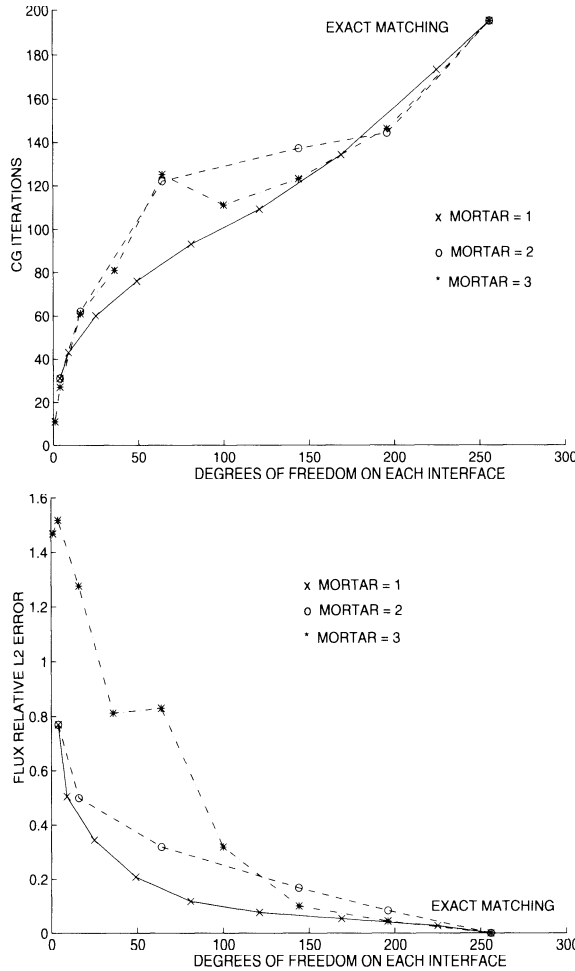 200
EXACT MATCHING
180
160
140
120
100
80
60
40
20
0
CG ITERATIONS
x MORTAR = 1
o MORTAR = 2
* MORTAR = 3
0 50 100 150 200 250 300
DEGREES OF FREEDOM ON EACH INTERFACE
1.6
1.4
1.2
1
0.8
0.6
0.4
0.2
0
FLUX RELATIVE L2 ERROR
x MORTAR = 1
o MORTAR = 2
* MORTAR = 3
EXACT MATCHING
0 50 100 150 200 250 300
DEGREES OF FREEDOM ON EACH INTERFACE